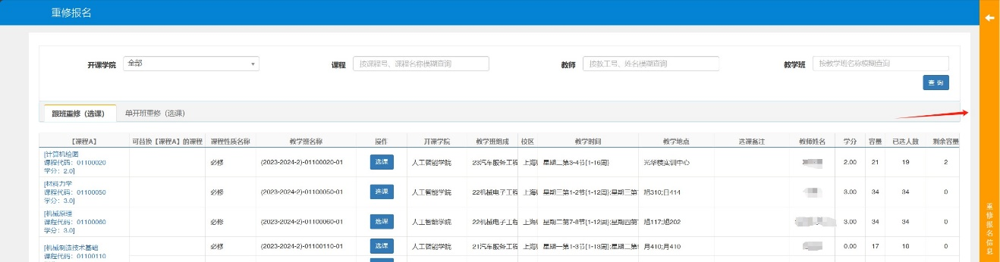 重修报名
开课学院 全部 课程 按课程号、课程名称模糊查询 教师 按教工号、姓名模糊查询 教学班 按教学班名称模糊查询
查 询
跟班重修（选课） 单开班重修（选课）
【课程A】 可替换【课程A】的课程 课程性质名称 教学班名称 操作 开课学院 教学班组成 校区 教学时间 教学地点 选课备注 教师姓名 学分 容量 已选人数 剩余容量
[计算机绘图
课程代码：01100020
学分：2.0]
必修 (2023-2024-2)-01100020-01 选课 人工智能学院 23汽车服务工程 上海 星期二第3-4节{1-16周} 光华楼实训中心 2.00 21 19 2
[材料力学
课程代码：01100050
学分：3.0]
必修 (2023-2024-2)-01100050-01 选课 人工智能学院 22机械电子工程 上海 星期三第1-2节{1-12周};星期三第 旭310;日414 3.00 34 34 0
[机械原理
课程代码：01100060
学分：3.0]
必修 (2023-2024-2)-01100060-01 选课 人工智能学院 22机械电子工程 上海 星期二第7-8节{1-12周};星期四第 旭117;旭202 3.00 34 34 0
[机械制造技术基础
课程代码：01100110
必修 (2023-2024-2)-01100110-01 选课 人工智能学院 21汽车服务工程 上海 星期一第1-3节{1-13周};星期二第 月410;月410 0.00 17 18 0
重修报名信息